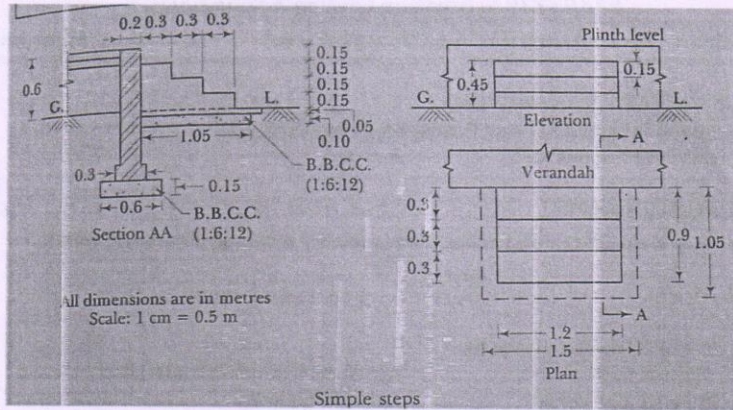 0.2 0.3 0.3 0.3
0.15
0.15
0.15
0.15
0.6
G.
L.
1.05
0.05
0.10
0.3
B.B.C.C.
(1:6:12)
0.15
0.6
B.B.C.C.
(1:6:12)
Section AA
All dimensions are in metres
Scale: 1 cm = 0.5 m
Plinth level
0.45
0.15
G.
L.
Elevation
A
Verandah
0.3
0.3
0.3
0.9
1.05
A
1.2
1.5
Plan
Simple steps